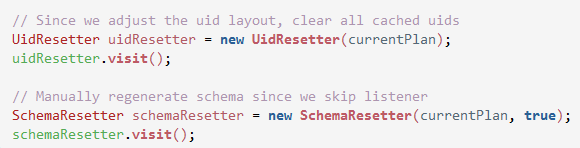 // Since we adjust the uid layout, clear all cached uids
UidResetter uidResetter = new UidResetter(currentPlan);
uidResetter.visit();
// Manually regenerate schema since we skip listener
SchemaResetter schemaResetter = new SchemaResetter(currentPlan, true);
schemaResetter.visit();